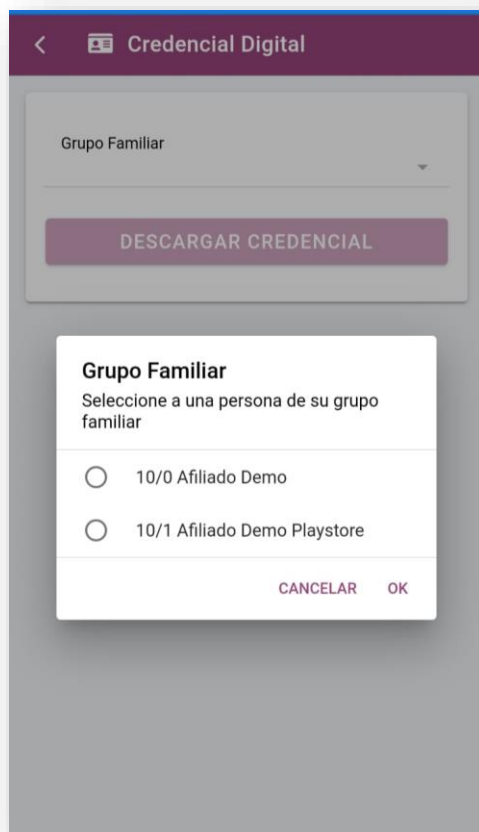 Credencial Digital
Grupo Familiar
DESCARGAR CREDENCIAL
Grupo Familiar
Seleccione a una persona de su grupo
familiar
10/0 Afiliado Demo
10/1 Afiliado Demo Playstore
CANCELAR OK